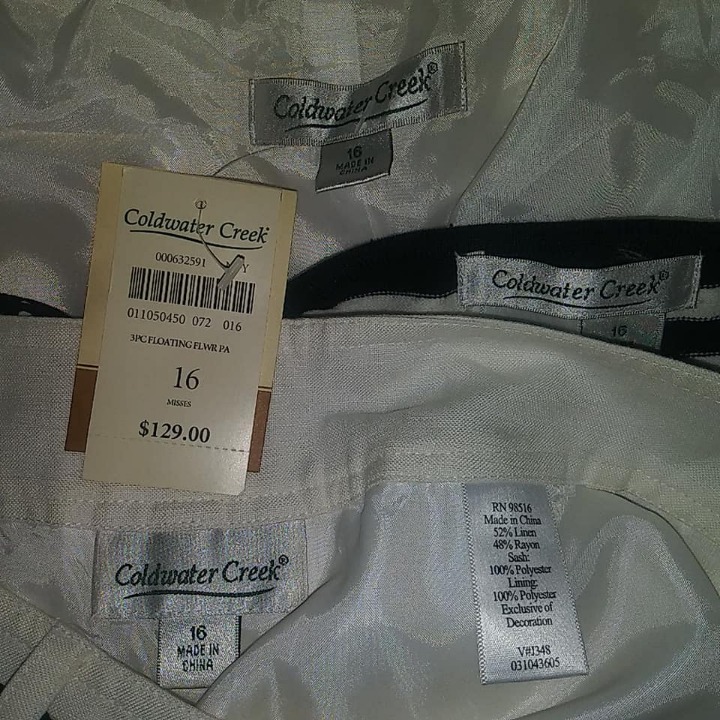 Coldwater Creek®
16
MADE IN
CHINA
Coldwater Creek
000632591 Y
011050450 072 016
3PC FLOATING FLWR PA
16
MISSES
$129.00
Coldwater Creek®
16
Coldwater Creek®
16
MADE IN
CHINA
RN 98516
Made in China
52% Linen
48% Rayon
Sash:
100% Polyester
Lining:
100% Polyester
Exclusive of
Decoration
V#J348
031043605